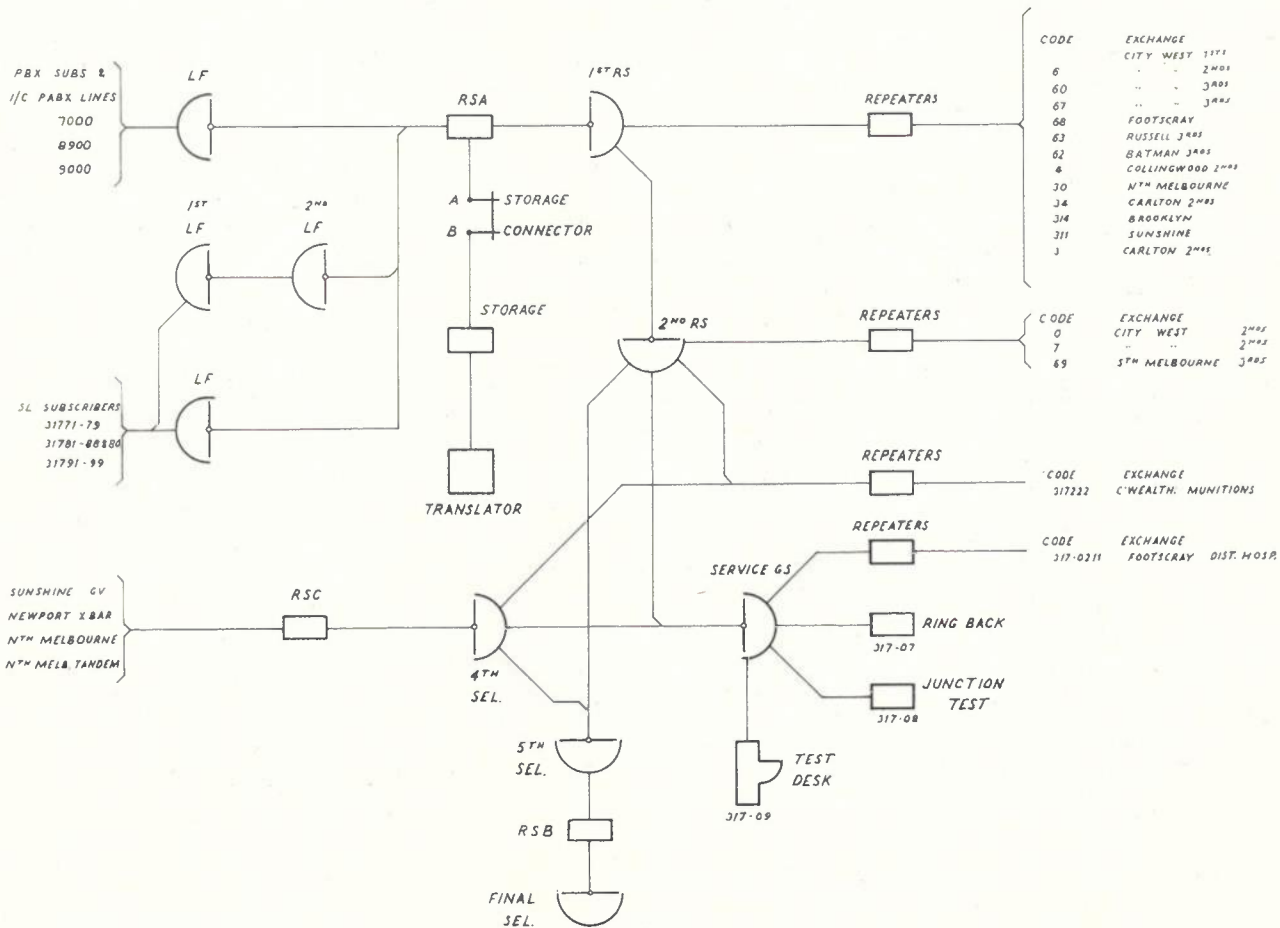 PBX SUBS &
I/C PABX LINES
7000
8900
9000
LF
RSA
1ST RS
REPEATERS
CODE EXCHANGE
CITY WEST 1STS
6 " " 2NDS
60 " " 3RDS
67 " " 3RDS
68 FOOTSCRAY
63 RUSSELL 3RDS
62 BATMAN 3RDS
4 COLLINGWOOD 2NDS
30 NTH MELBOURNE
34 CARLTON 2NDS
314 BROOKLYN
311 SUNSHINE
3 CARLTON 2NDS
A STORAGE
B CONNECTOR
1ST
LF
2ND
LF
STORAGE
TRANSLATOR
LF
SL SUBSCRIBERS
31771-79
31781-88880
31791-99
2ND RS
REPEATERS
CODE EXCHANGE
0 CITY WEST 2NDS
7 " " 2NDS
69 STH MELBOURNE 3RDS
REPEATERS
CODE EXCHANGE
317222 C'WEALTH. MUNITIONS
REPEATERS
CODE EXCHANGE
317-0211 FOOTSCRAY DIST. HOSP.
SUNSHINE GV
NEWPORT XBAR
NTH MELBOURNE
NTH MELB. TANDEM
RSC
4TH
SEL.
SERVICE GS
RING BACK
317-07
JUNCTION
TEST
317-08
TEST
DESK
317-09
5TH
SEL.
RSB
FINAL
SEL.